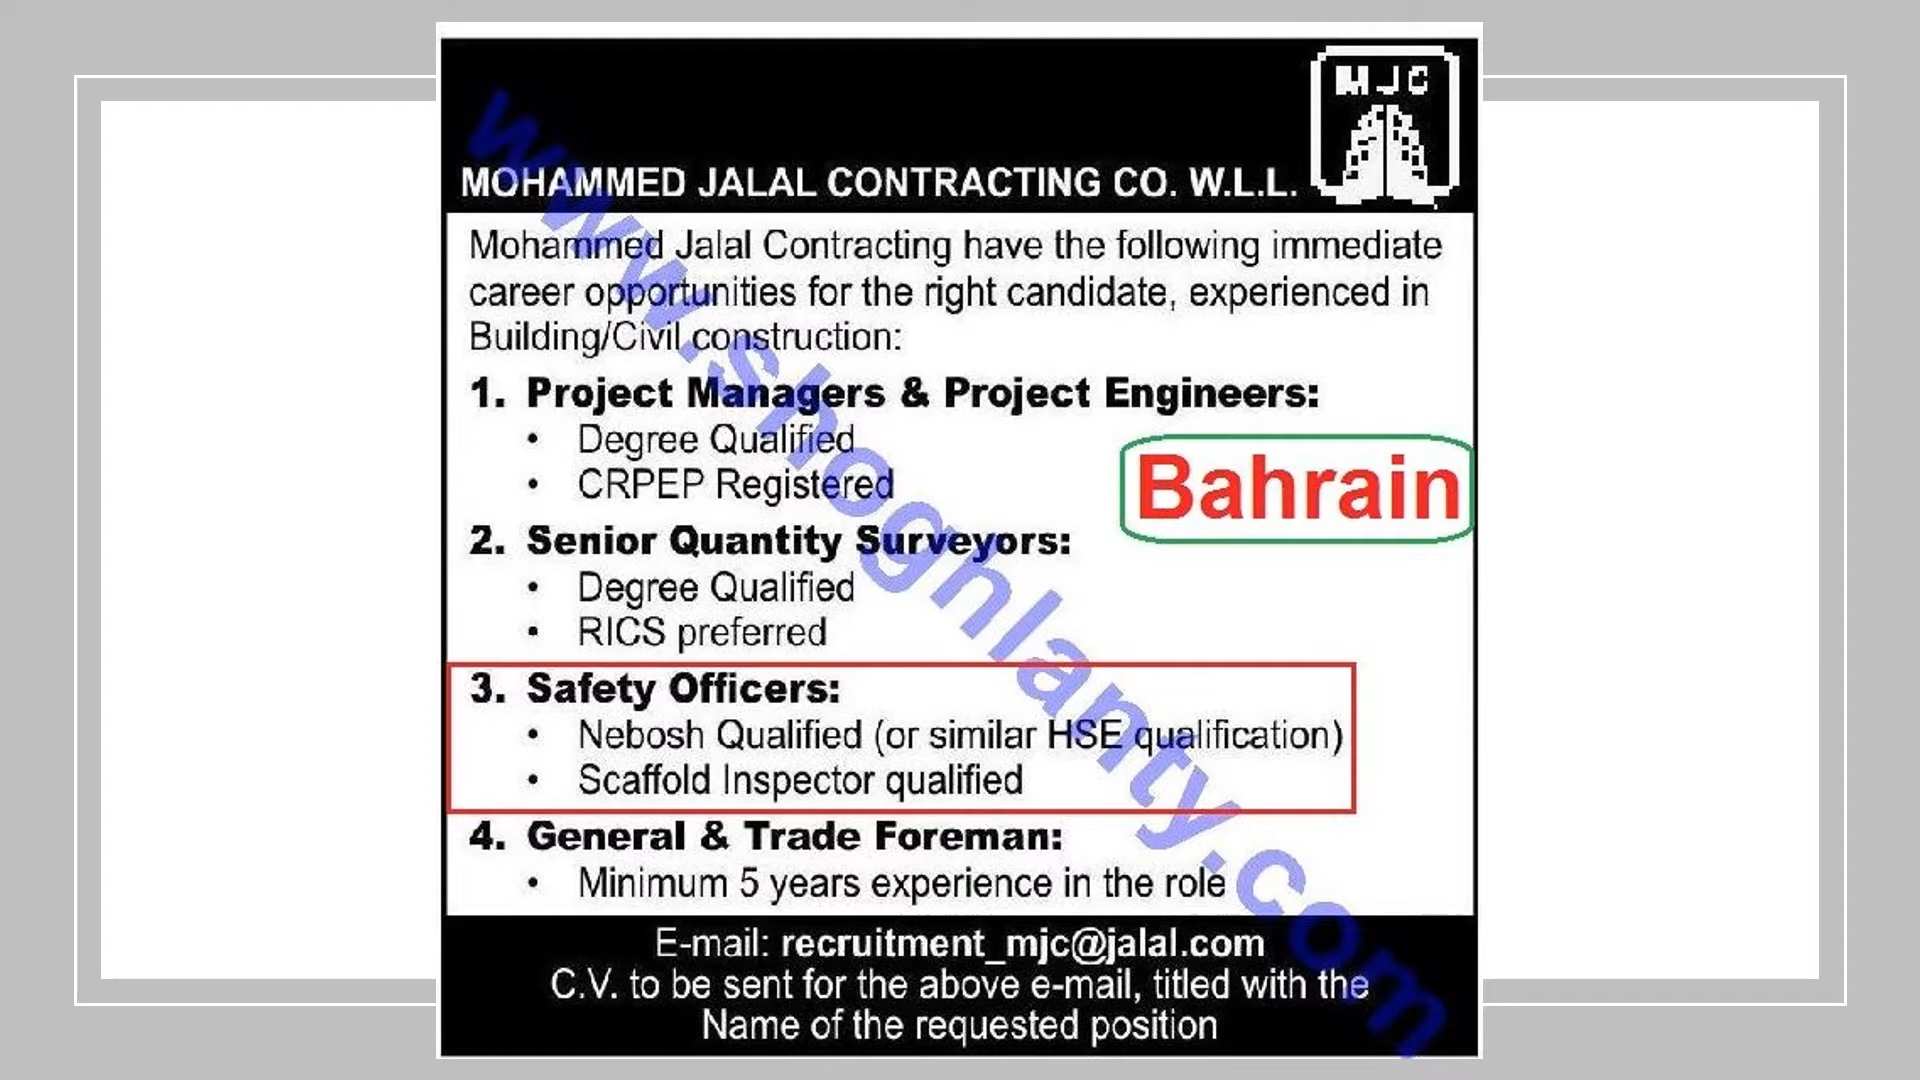 MJC
MOHAMMED JALAL CONTRACTING CO. W.L.L.
Mohammed Jalal Contracting have the following immediate
career opportunities for the right candidate, experienced in
Building/Civil construction:
1. Project Managers & Project Engineers:
• Degree Qualified
• CRPEP Registered
Bahrain
2. Senior Quantity Surveyors:
• Degree Qualified
• RICS preferred
3. Safety Officers:
• Nebosh Qualified (or similar HSE qualification)
• Scaffold Inspector qualified
4. General & Trade Foreman:
• Minimum 5 years experience in the role
E-mail: recruitment_mjc@jalal.com
C.V. to be sent for the above e-mail, titled with the
Name of the requested position
www.shoghlanty.com